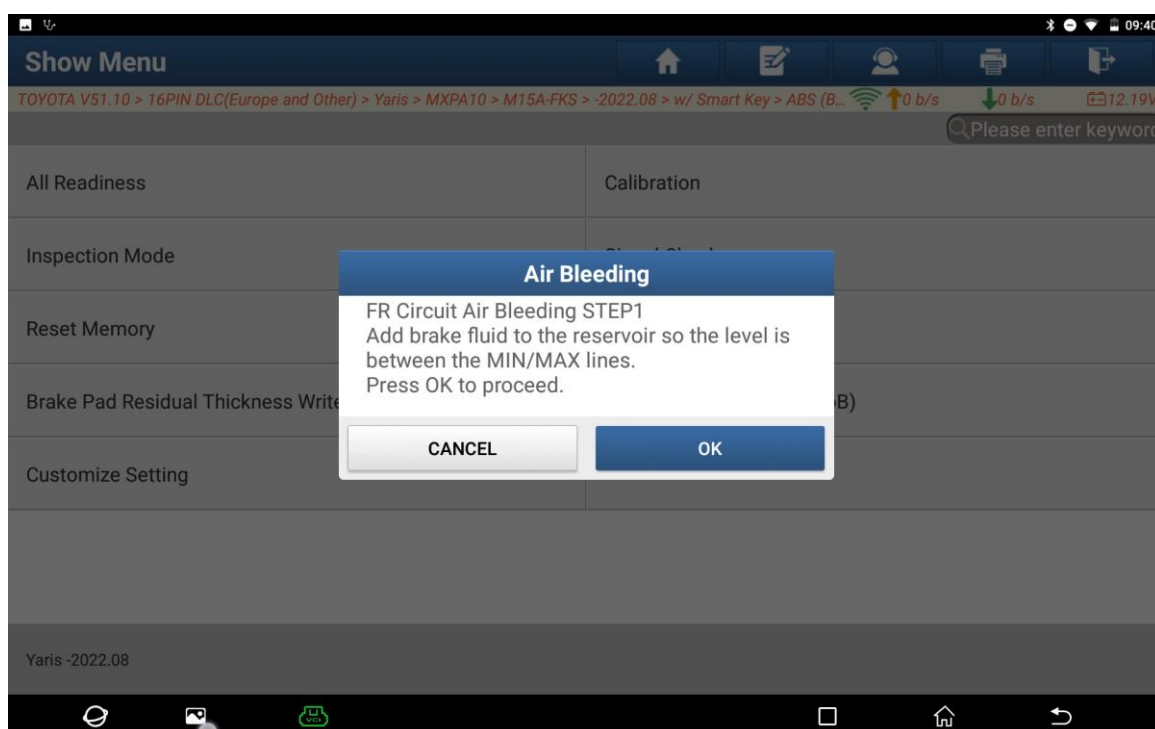 09:40
Show Menu
TOYOTA V51.10 > 16PIN DLC(Europe and Other) > Yaris > MXPA10 > M15A-FKS > -2022.08 > w/ Smart Key > ABS (B... 0 b/s 0 b/s 12.19V
Please enter keyword
All Readiness
Calibration
Inspection Mode
Air Bleeding
FR Circuit Air Bleeding STEP1
Add brake fluid to the reservoir so the level is
between the MIN/MAX lines.
Press OK to proceed.
Reset Memory
Brake Pad Residual Thickness Write
B)
CANCEL
OK
Customize Setting
Yaris -2022.08
VCI